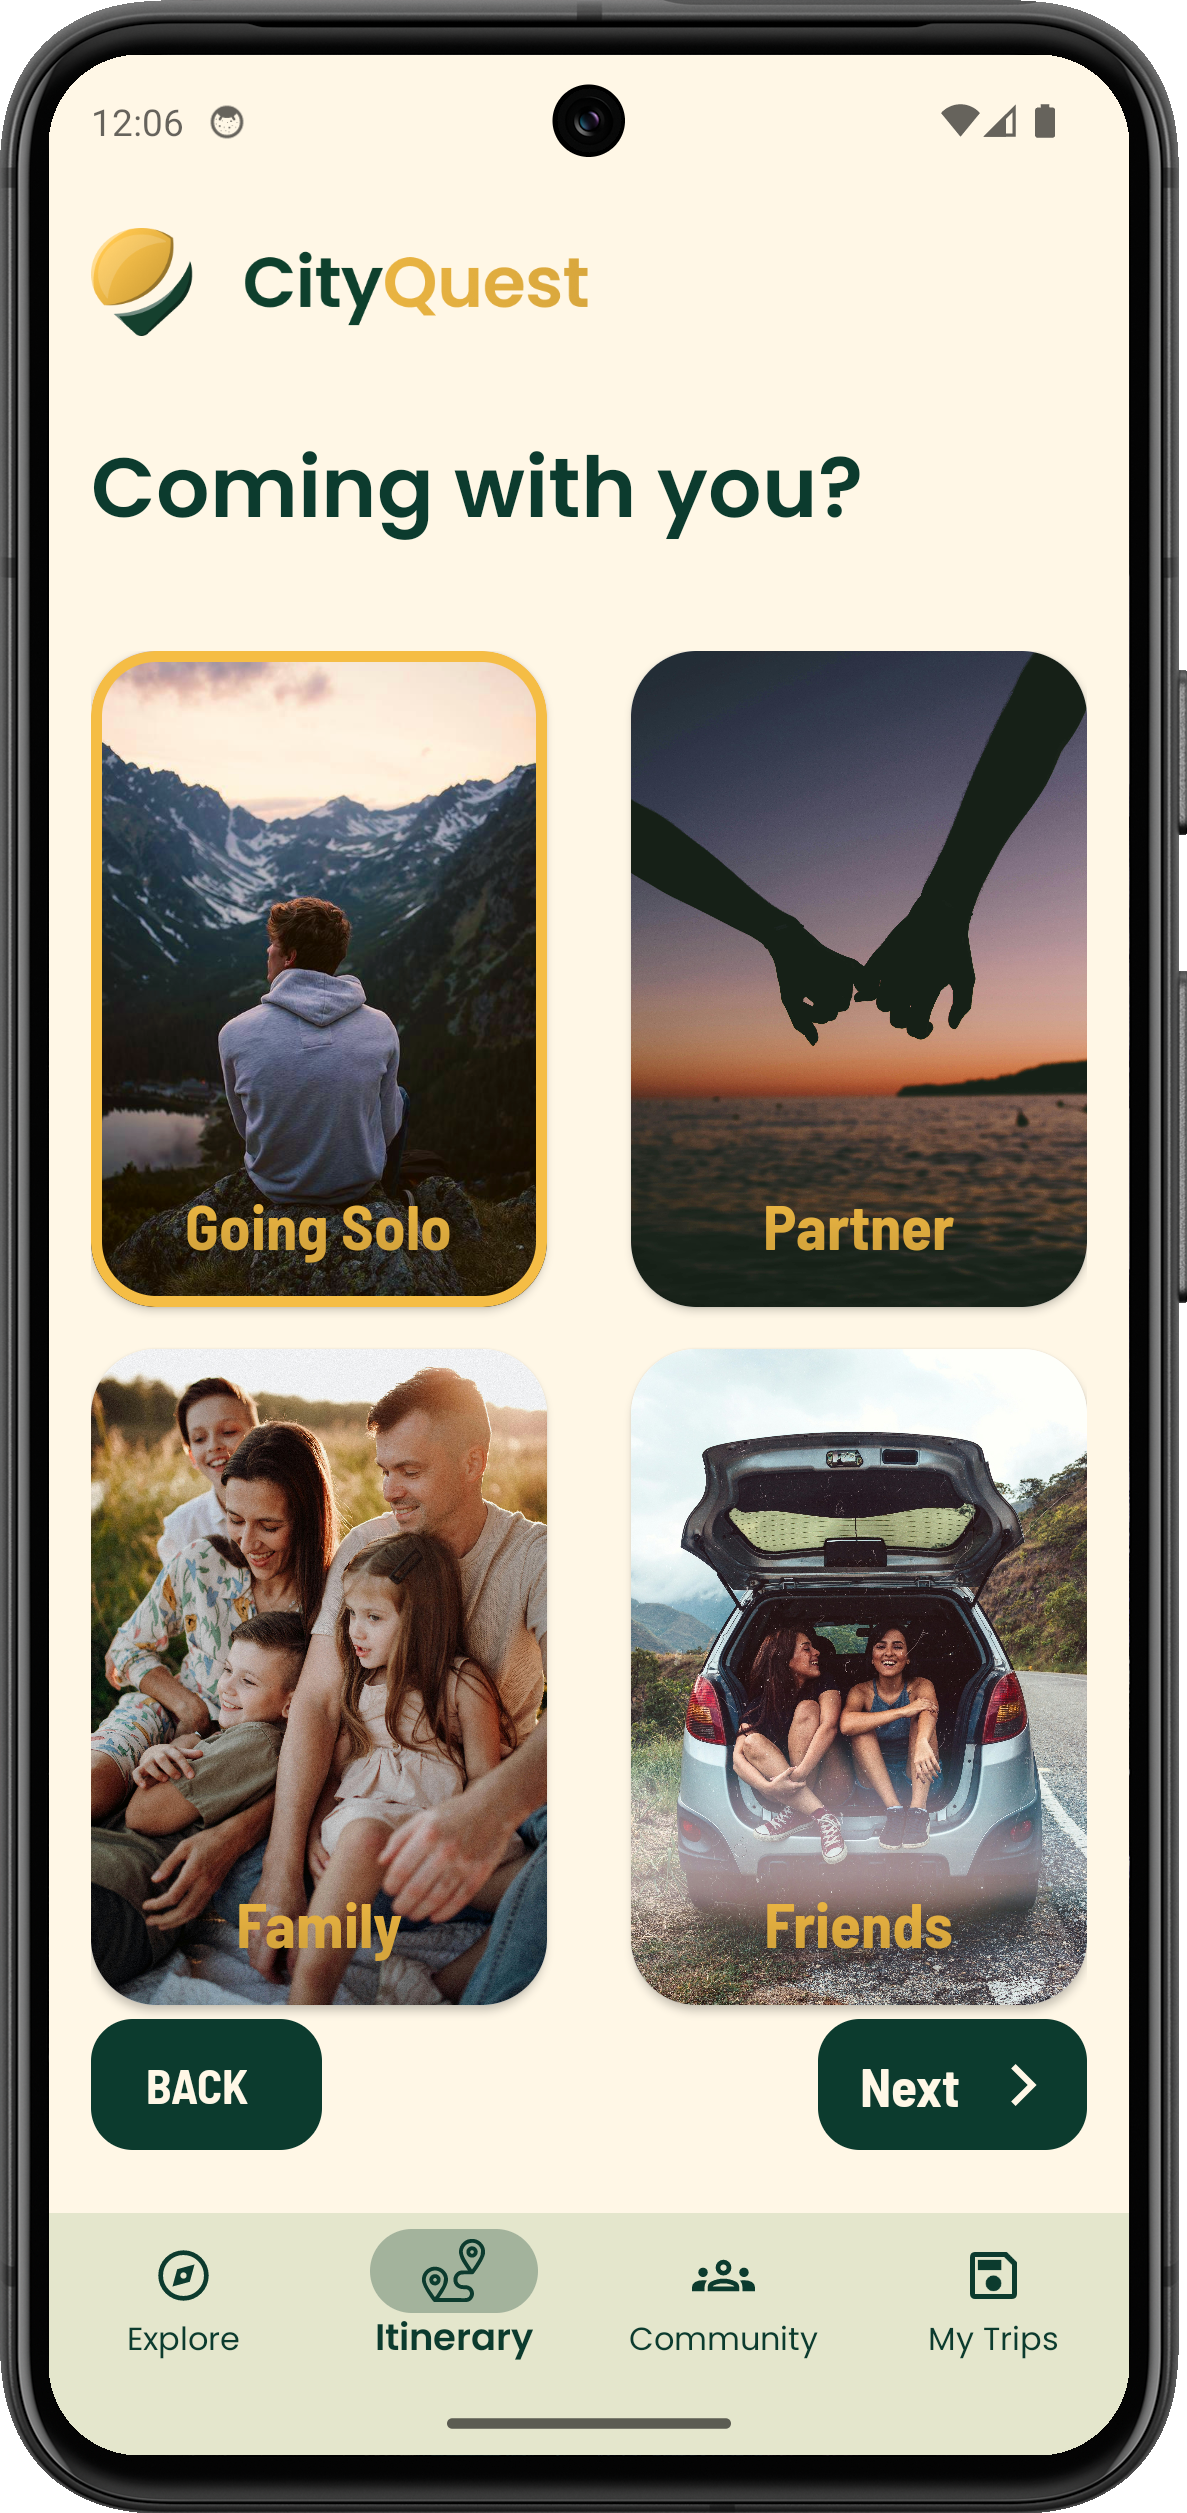 12:06
CityQuest
Coming with you?
Going Solo
Partner
Family
Friends
BACK
Next
Explore
Itinerary
Community
My Trips